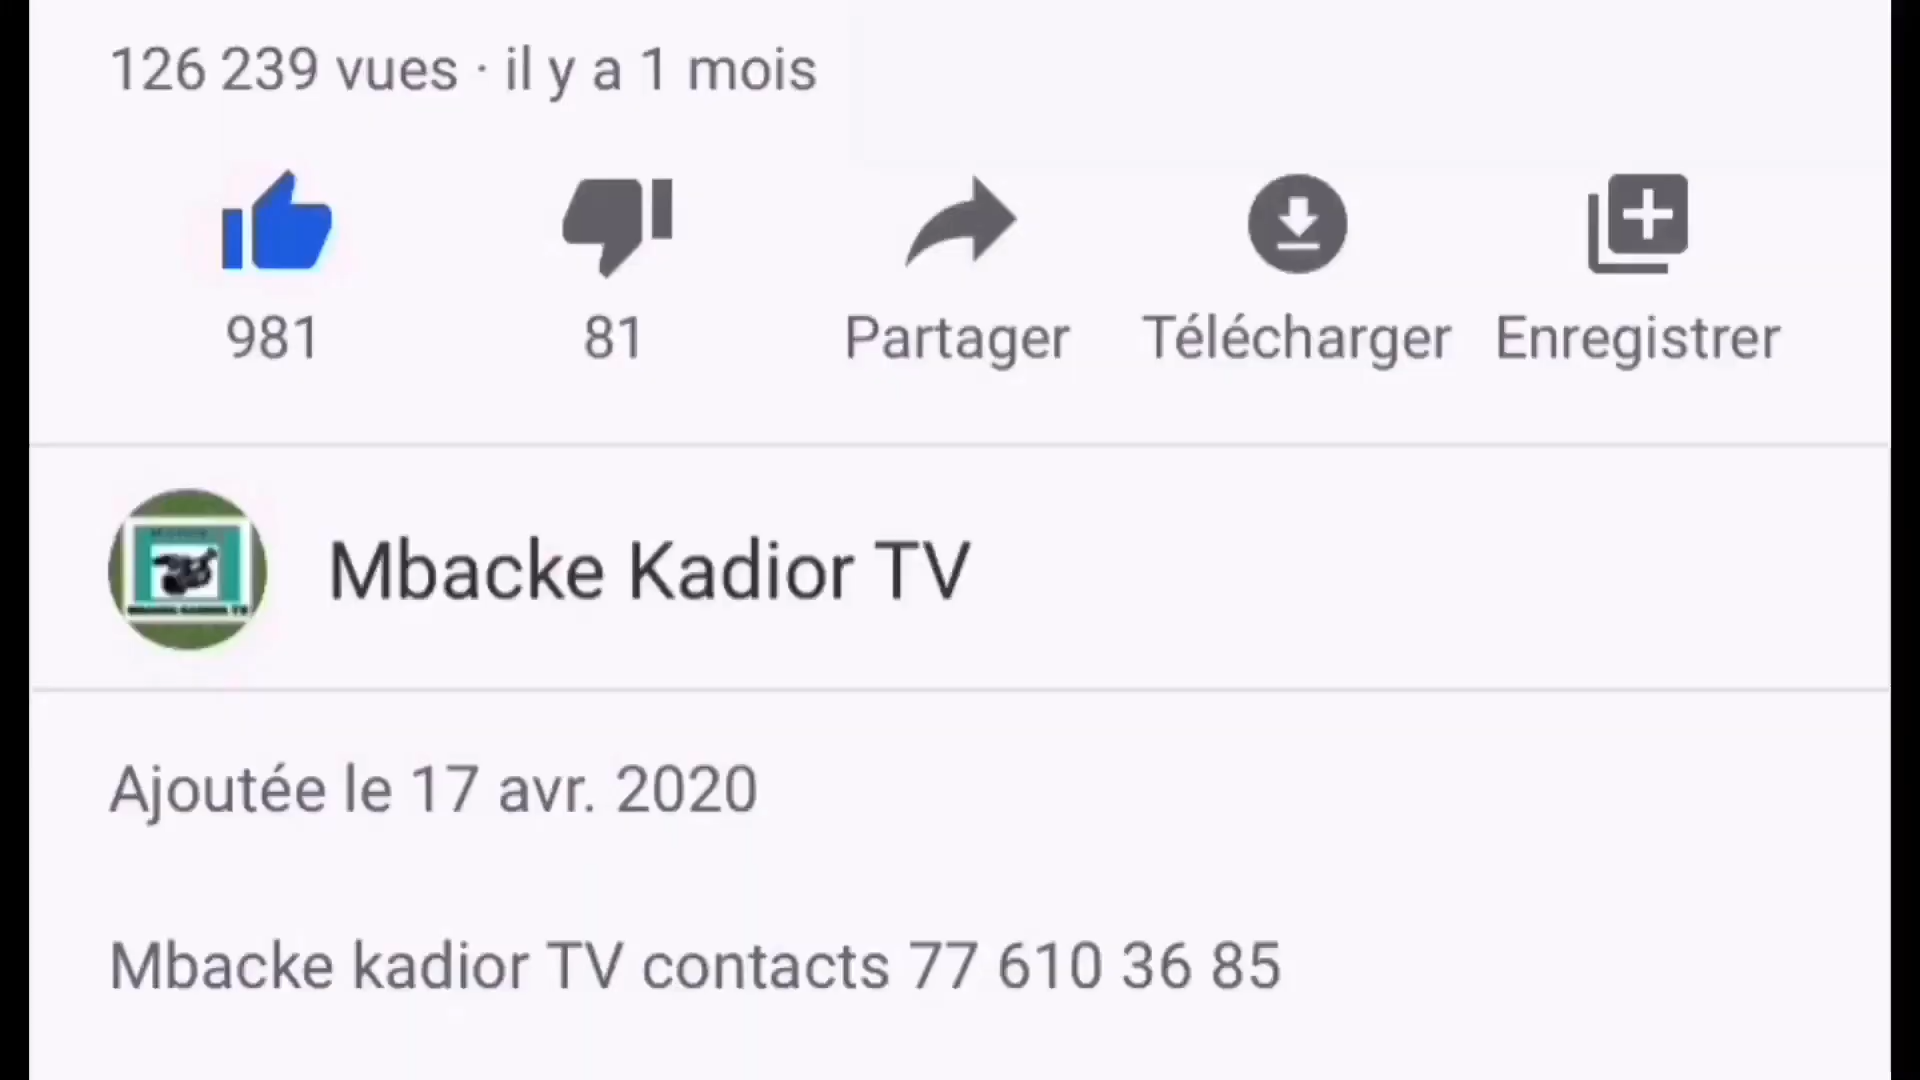 126 239 vues · il y a 1 mois
981
81
Partager
Télécharger
Enregistrer
Mbacke Kadior TV
Ajoutée le 17 avr. 2020
Mbacke kadior TV contacts 77 610 36 85